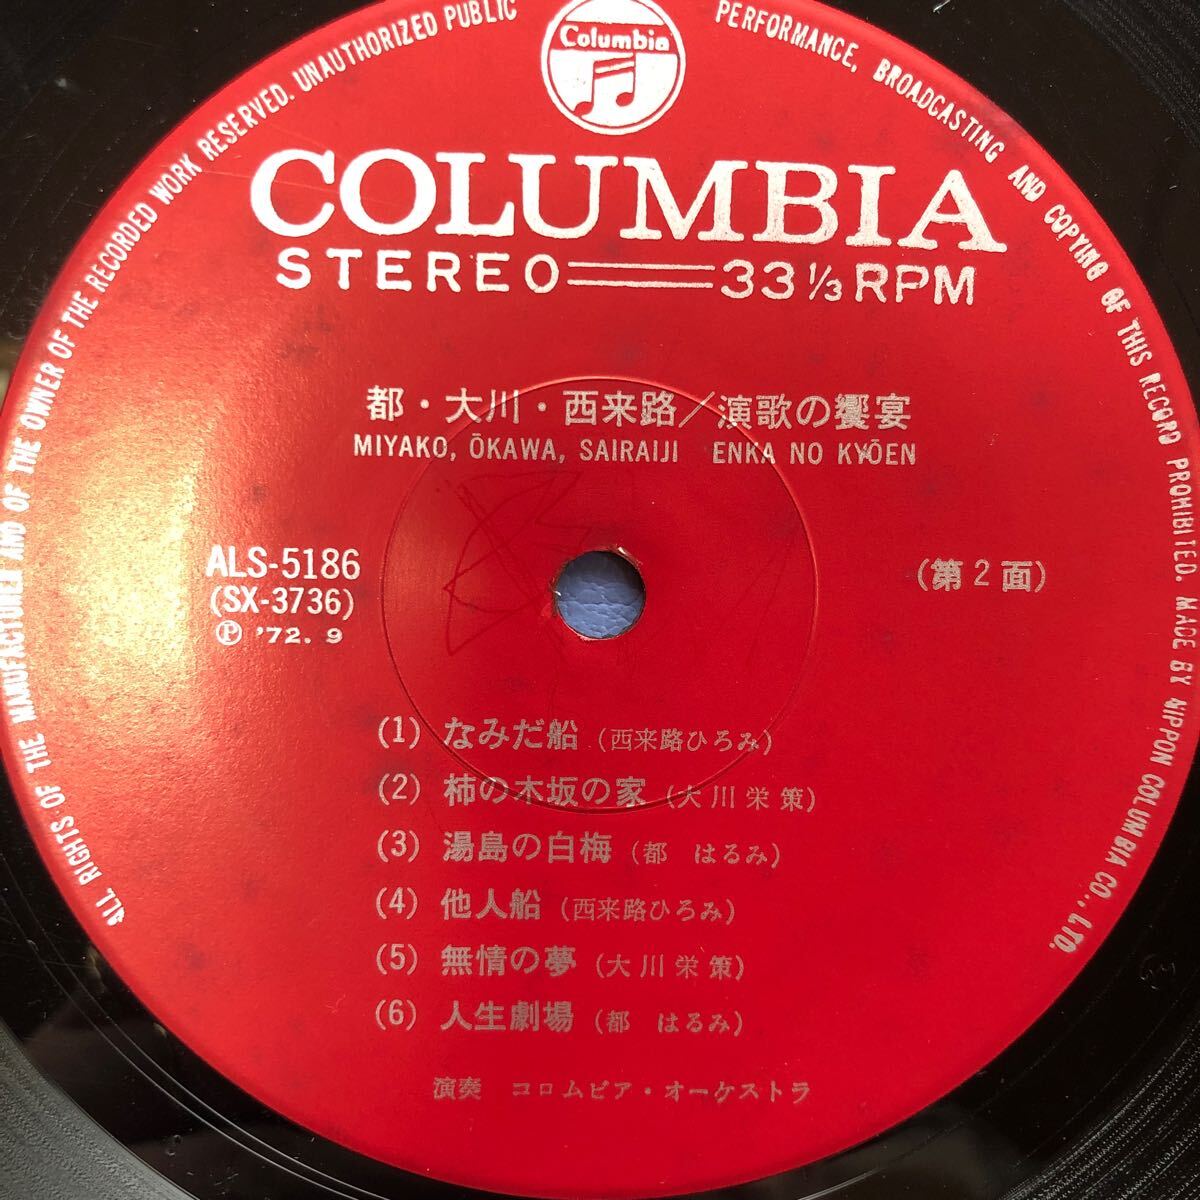 ALL RIGHTS OF THE MANUFACTURER AND OF THE OWNER OF THE RECORDED WORK RESERVED. UNAUTHORIZED PUBLIC PERFORMANCE, BROADCASTING AND COPYING OF THIS RECORD PROHIBITED. MADE BY NIPPON COLUMBIA CO., LTD.
Columbia
COLUMBIA
STEREO 33 1/3 RPM
都・大川・西来路/演歌の饗宴
MIYAKO, ŌKAWA, SAIRAIJI ENKA NO KYŌEN
ALS-5186
(SX-3736)
Ⓟ '72. 9
(第2面)
(1) なみだ船 (西来路ひろみ)
(2) 柿の木坂の家 (大川栄策)
(3) 湯島の白梅 (都 はるみ)
(4) 他人船 (西来路ひろみ)
(5) 無情の夢 (大川栄策)
(6) 人生劇場 (都 はるみ)
演奏 コロムビア・オーケストラ